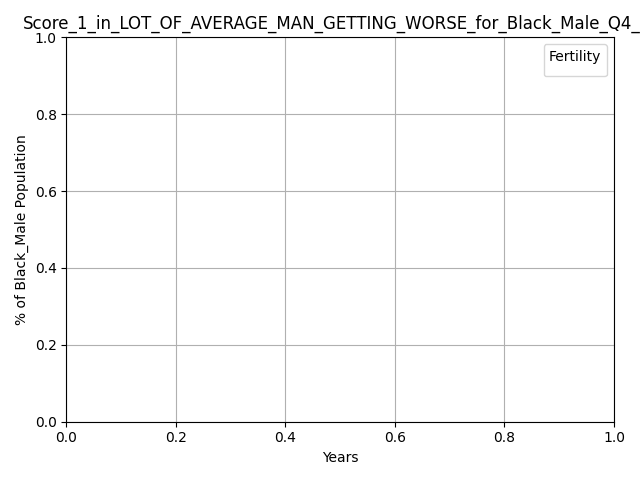 Score_1_in_LOT_OF_AVERAGE_MAN_GETTING_WORSE_for_Black_Male_Q4_
Fertility
1.0
0.8
0.6
0.4
0.2
0.0
% of Black_Male Population
0.0 0.2 0.4 0.6 0.8 1.0
Years